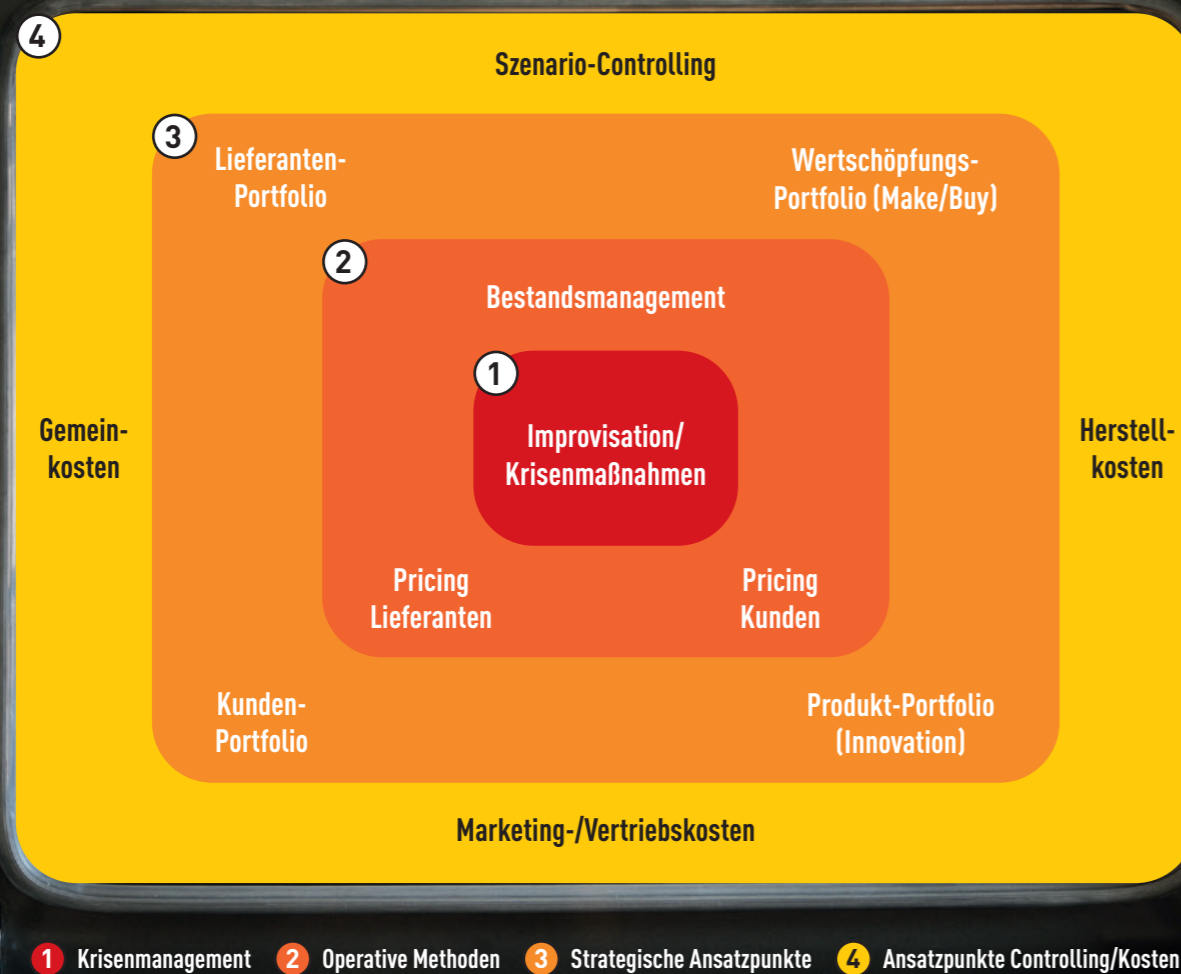 4
Szenario-Controlling
3
Lieferanten-
Portfolio
Wertschöpfungs-
Portfolio (Make/Buy)
2
Bestandsmanagement
1
Improvisation/
Krisenmaßnahmen
Gemein-
kosten
Herstell-
kosten
Pricing
Lieferanten
Pricing
Kunden
Kunden-
Portfolio
Produkt-Portfolio
(Innovation)
Marketing-/Vertriebskosten
1 Krisenmanagement 2 Operative Methoden 3 Strategische Ansatzpunkte 4 Ansatzpunkte Controlling/Kosten